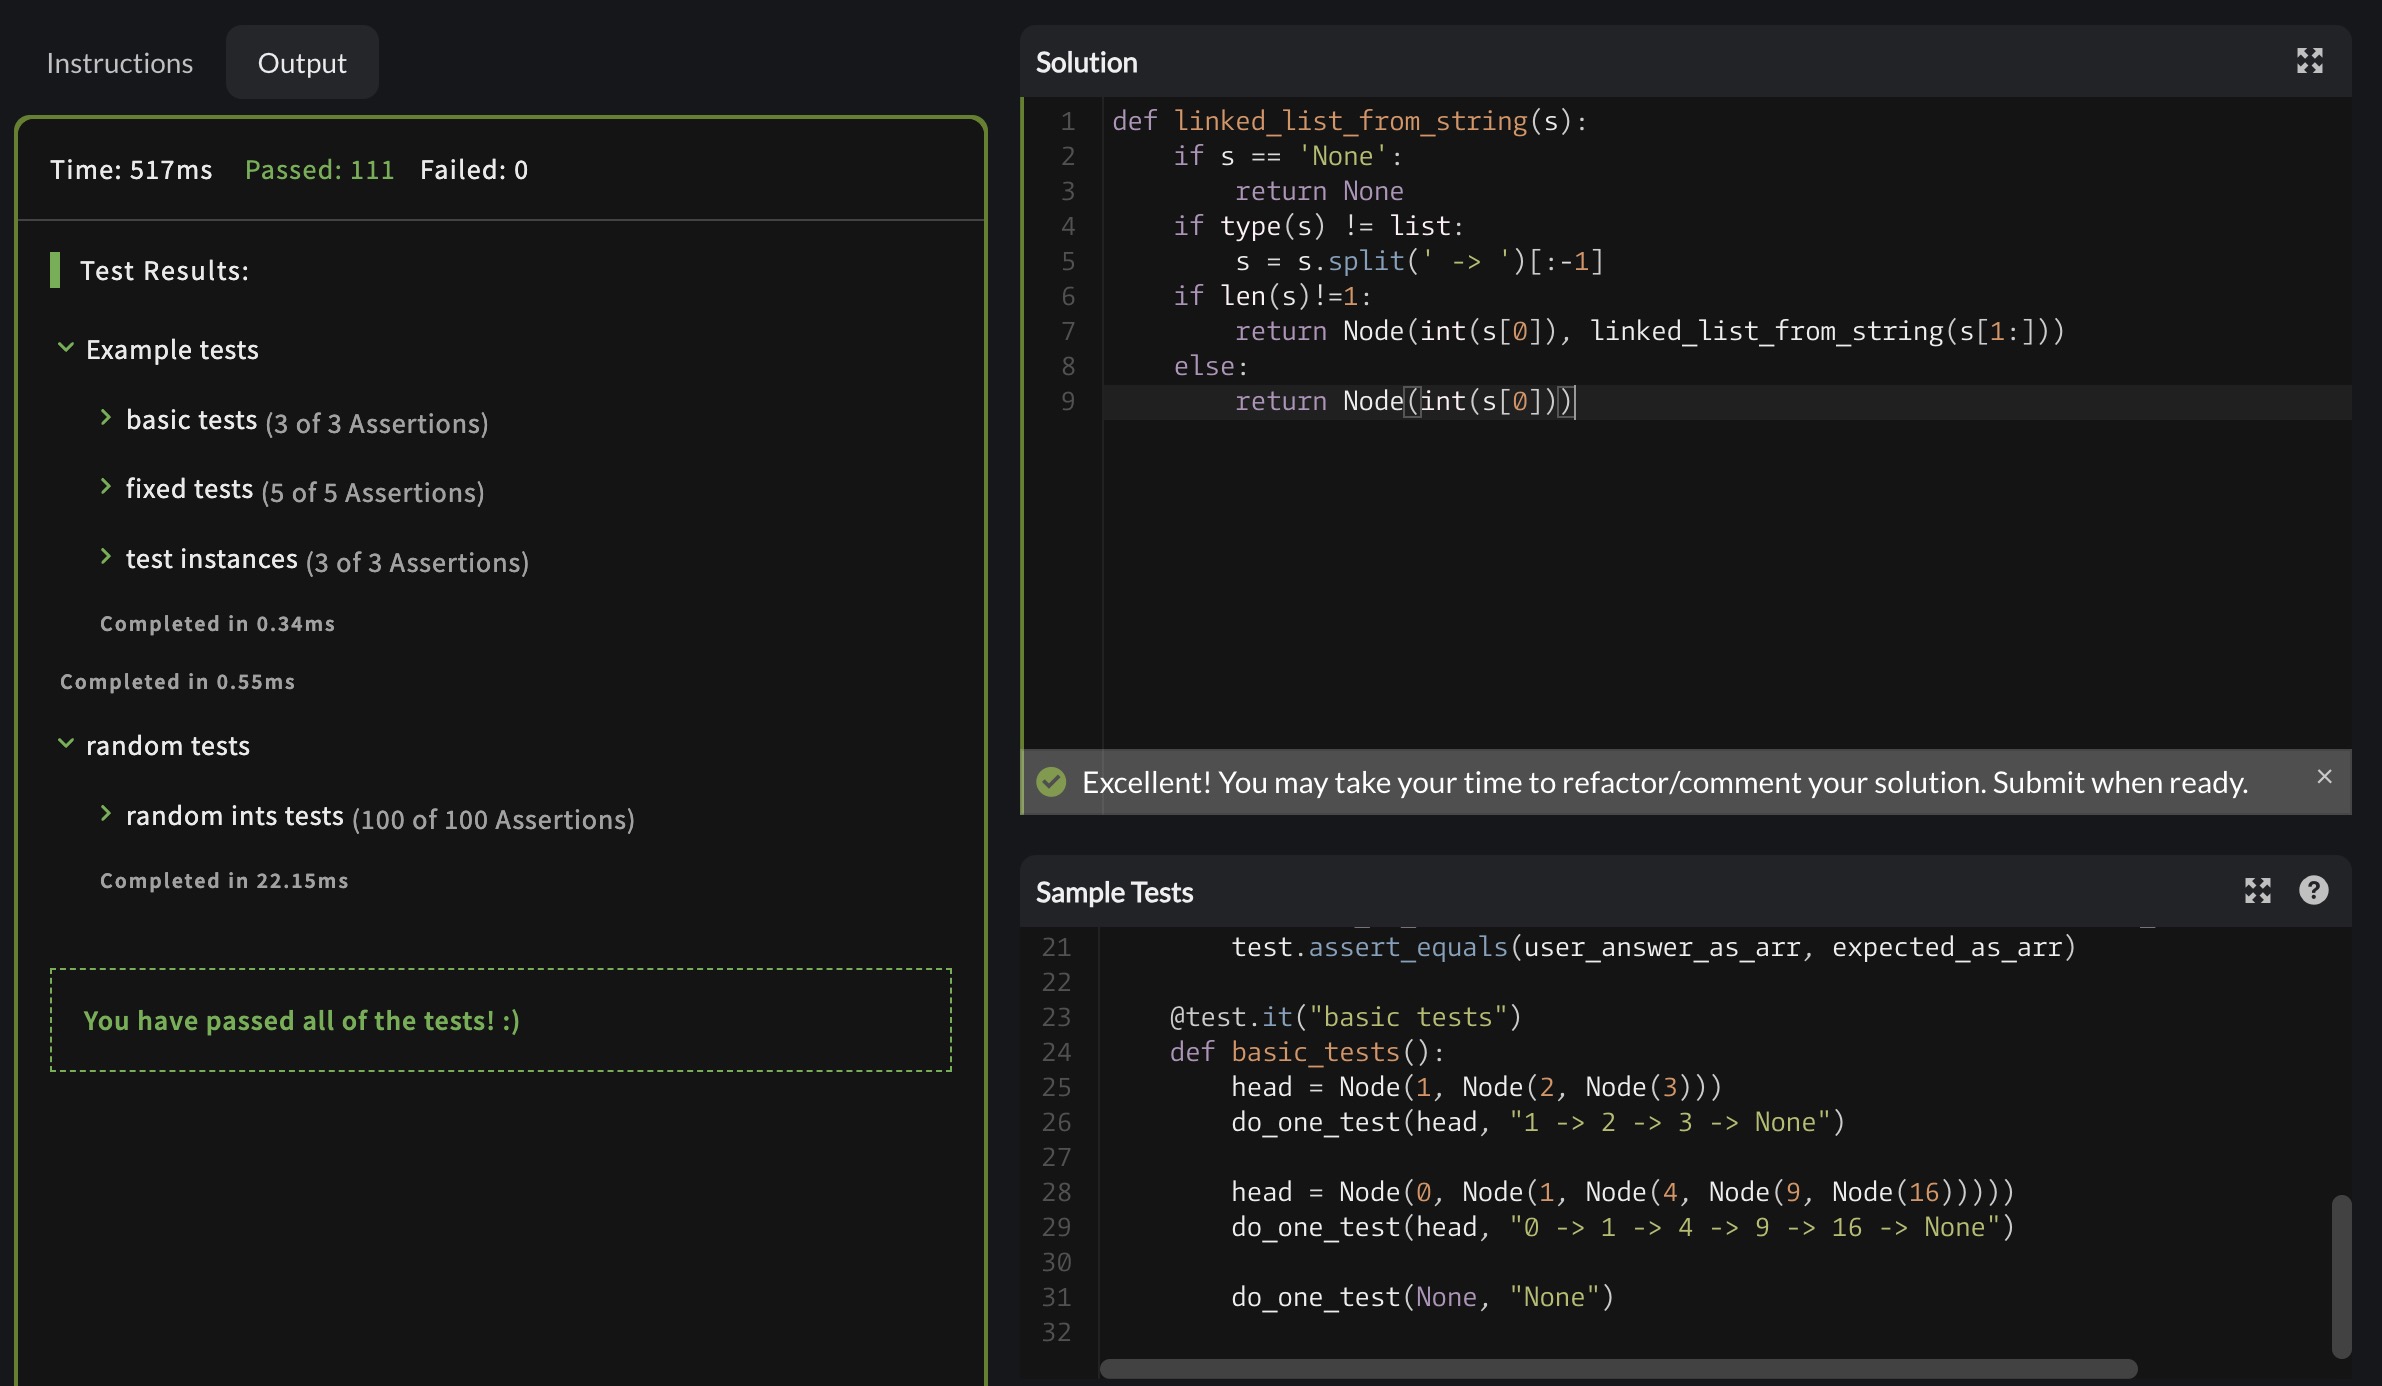 Instructions
Output
Time: 517ms Passed: 111 Failed: 0
Test Results:
Example tests
basic tests (3 of 3 Assertions)
fixed tests (5 of 5 Assertions)
test instances (3 of 3 Assertions)
Completed in 0.34ms
Completed in 0.55ms
random tests
random ints tests (100 of 100 Assertions)
Completed in 22.15ms
You have passed all of the tests! :)
Solution
1 def linked_list_from_string(s):
2     if s == 'None':
3         return None
4     if type(s) != list:
5         s = s.split(' -> ')[:-1]
6     if len(s)!=1:
7         return Node(int(s[0]), linked_list_from_string(s[1:]))
8     else:
9         return Node(int(s[0]))
Excellent! You may take your time to refactor/comment your solution. Submit when ready.
Sample Tests
21         test.assert_equals(user_answer_as_arr, expected_as_arr)
22
23     @test.it("basic tests")
24     def basic_tests():
25         head = Node(1, Node(2, Node(3)))
26         do_one_test(head, "1 -> 2 -> 3 -> None")
27
28         head = Node(0, Node(1, Node(4, Node(9, Node(16)))))
29         do_one_test(head, "0 -> 1 -> 4 -> 9 -> 16 -> None")
30
31         do_one_test(None, "None")
32